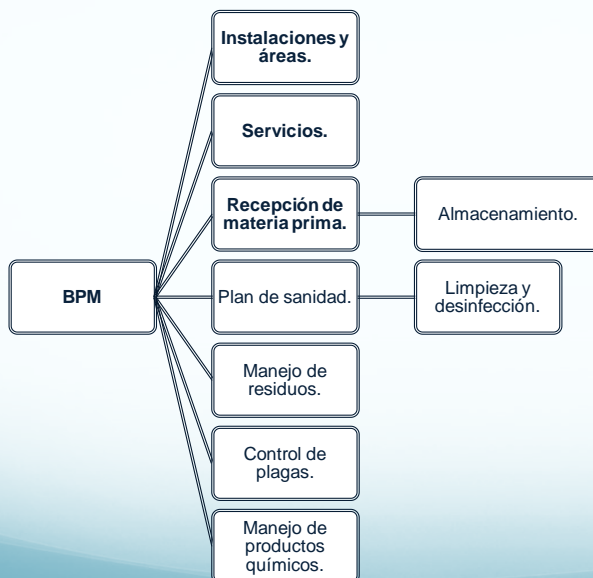 Instalaciones y
áreas.
Servicios.
Recepción de
materia prima.
Almacenamiento.
BPM
Plan de sanidad.
Limpieza y
desinfección.
Manejo de
residuos.
Control de
plagas.
Manejo de
productos
químicos.